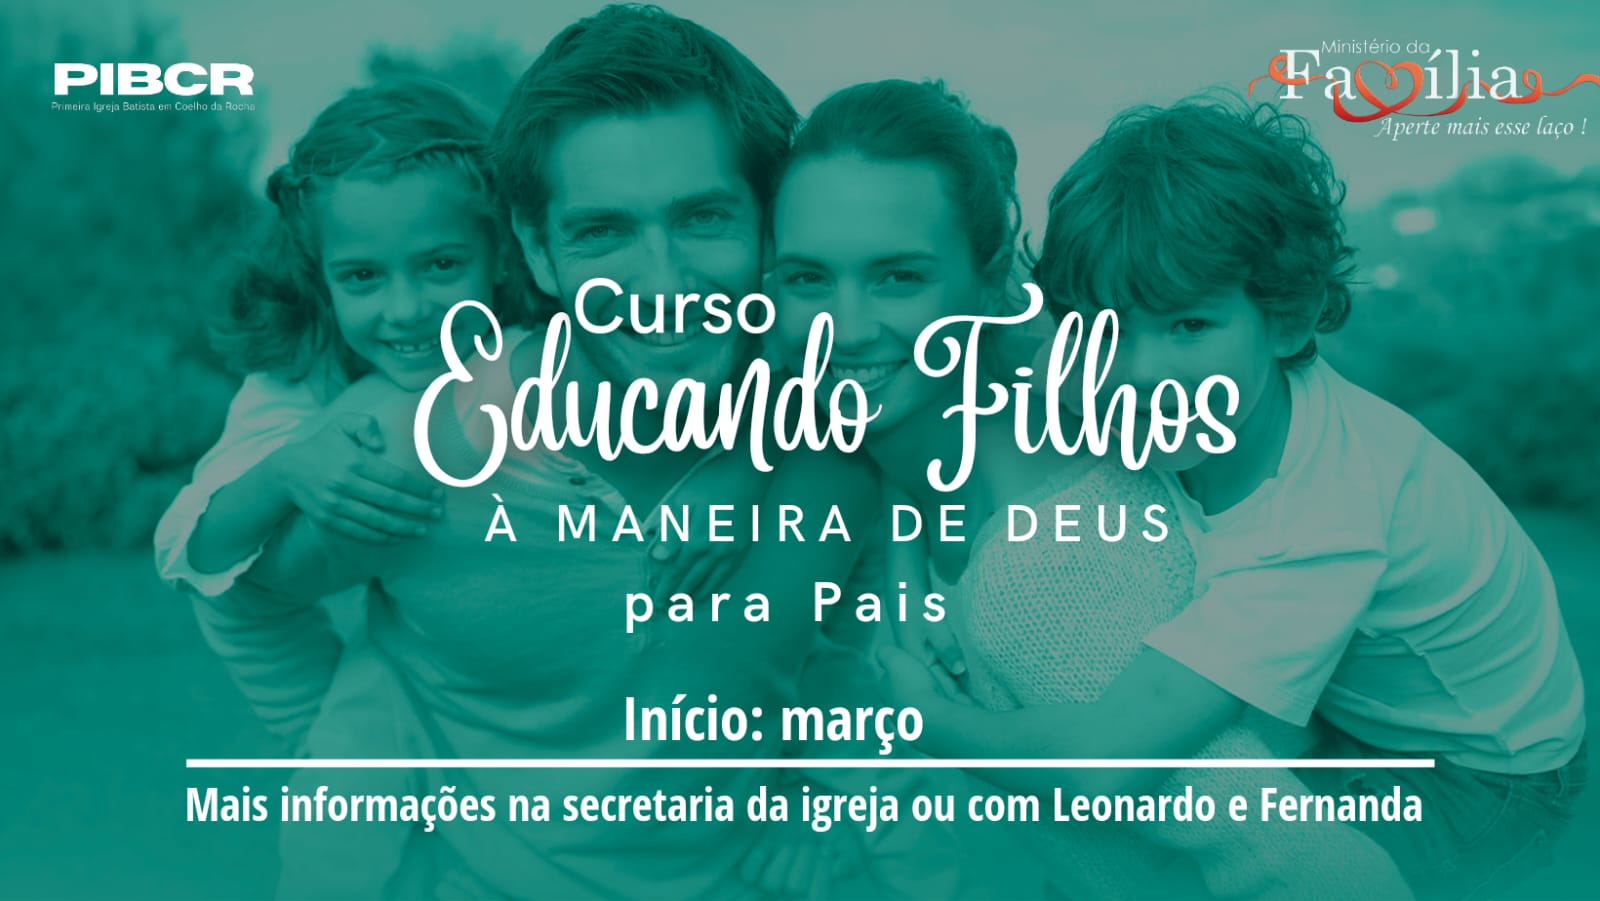 PIBCR
Primeira Igreja Batista em Coelho da Rocha
Ministério da
Família
Aperte mais esse laço !
Curso
Educando Filhos
À MANEIRA DE DEUS
para Pais
Início: março
Mais informações na secretaria da igreja ou com Leonardo e Fernanda